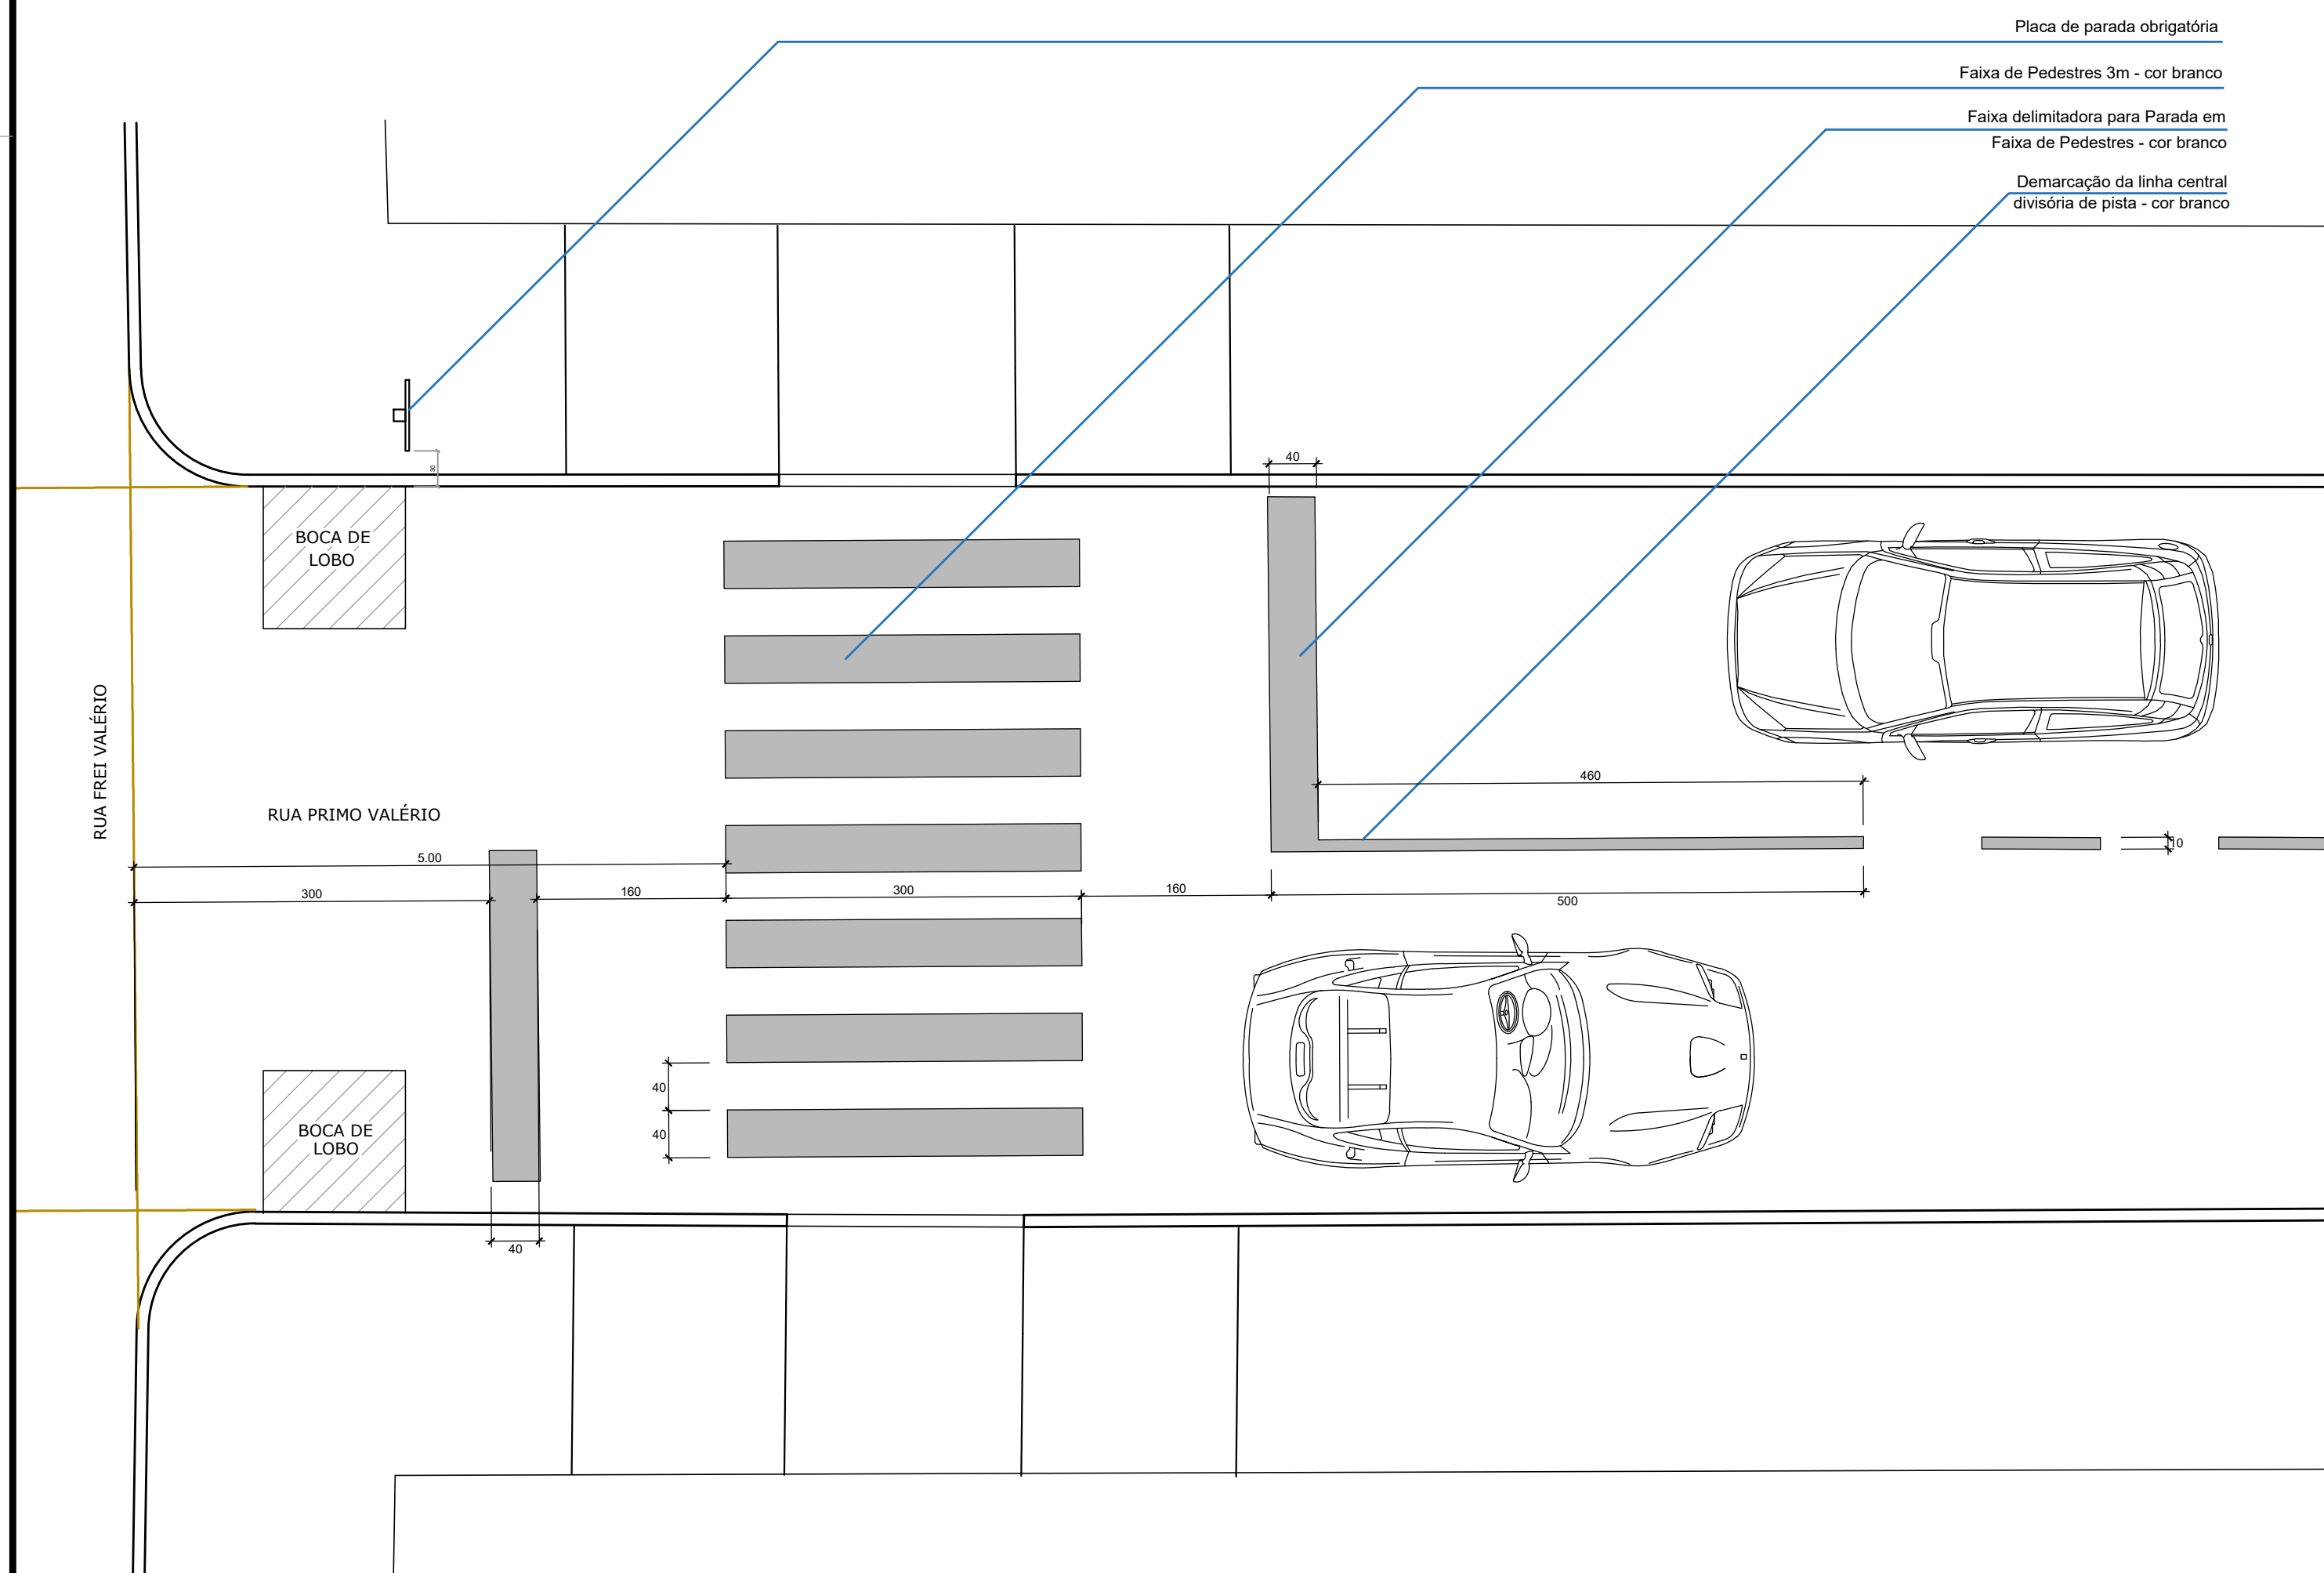 Placa de parada obrigatória
Faixa de Pedestres 3m - cor branco
Faixa delimitadora para Parada em
Faixa de Pedestres - cor branco
Demarcação da linha central
divisória de pista - cor branco
40
30
BOCA DE
LOBO
RUA FREI VALÉRIO
460
RUA PRIMO VALÉRIO
10
5.00
300
160
300
160
500
40
40
BOCA DE
LOBO
40